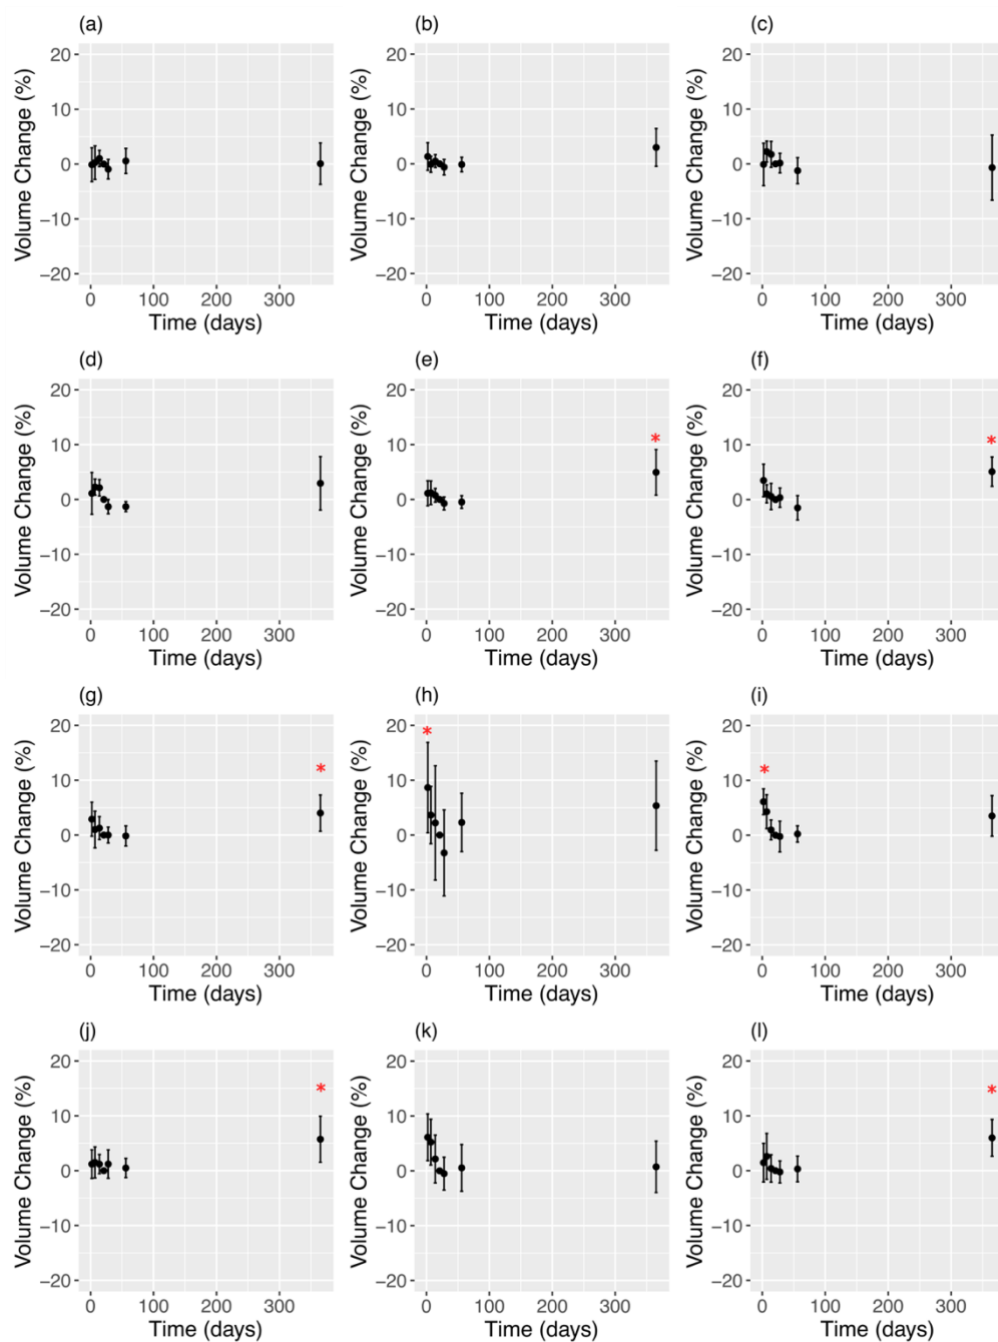 (a) (b) (c)
Volume Change (%) Volume Change (%) Volume Change (%)
20 20 20
10 10 10
0 0 0
−10 −10 −10
−20 −20 −20
0 100 200 300 0 100 200 300 0 100 200 300
Time (days) Time (days) Time (days)
(d) (e) (f)
Volume Change (%) Volume Change (%) Volume Change (%)
20 20 20
* *
10 10 10
0 0 0
−10 −10 −10
−20 −20 −20
0 100 200 300 0 100 200 300 0 100 200 300
Time (days) Time (days) Time (days)
(g) (h) (i)
Volume Change (%) Volume Change (%) Volume Change (%)
20 20 20
* * *
10 10 10
0 0 0
−10 −10 −10
−20 −20 −20
0 100 200 300 0 100 200 300 0 100 200 300
Time (days) Time (days) Time (days)
(j) (k) (l)
Volume Change (%) Volume Change (%) Volume Change (%)
20 20 20
* *
10 10 10
0 0 0
−10 −10 −10
−20 −20 −20
0 100 200 300 0 100 200 300 0 100 200 300
Time (days) Time (days) Time (days)